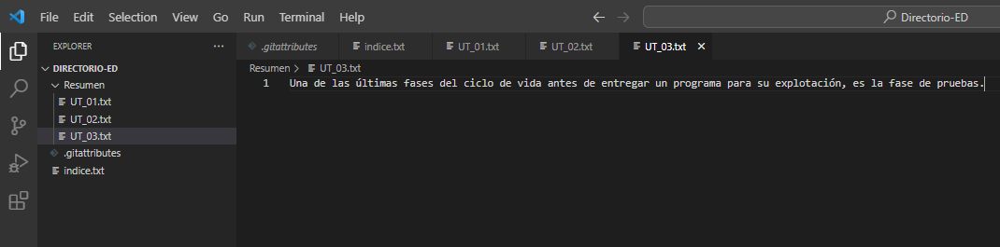 File Edit Selection View Go Run Terminal Help Directorio-ED
EXPLORER ... .gitattributes indice.txt UT_01.txt UT_02.txt UT_03.txt
DIRECTORIO-ED Resumen > UT_03.txt
Resumen 1 Una de las últimas fases del ciclo de vida antes de entregar un programa para su explotación, es la fase de pruebas.
UT_01.txt
UT_02.txt
UT_03.txt
.gitattributes
indice.txt